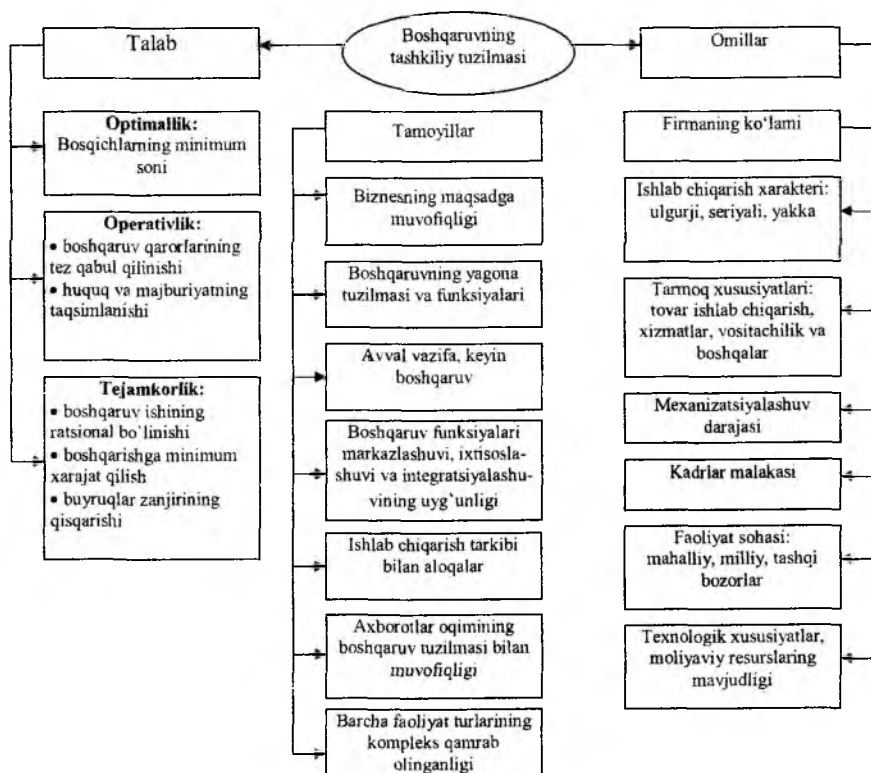 Talab
Boshqaruvning
tashkiliy tuzilmasi
Omillar
Optimallik:
Bosqichlarning minimum
soni
Operativlik:
• boshqaruv qarorfarining
tez qabul qilinishi
• huquq va majburiyatning
taqsimlanishi
Tejamkorlik:
• boshqaruv ishining
ratsional bo`linishi
• boshqarishga minimum
xarajat qilish
• buyruqlar zanjirining
qisqarishi
Tamoyillar
Biznesning maqsadga
muvofiqligi
Boshqaruvning yagona
tuzilmasi va funksiyalari
Avval vazifa, keyin
boshqaruv
Boshqaruv funksiyalari
markazlashuvi, ixtisosla-
shuvi va integratsiyalashu-
vining uyg`unligi
Ishlab chiqarish tarkibi
bilan aloqalar
Axborotlar oqimining
boshqaruv tuzilmasi bilan
muvofiqligi
Barcha faoliyat turlarining
kompleks qamrab
olinganligi
Firmaning ko‘lami
Ishlab chiqarish xarakteri:
ulgurji, seriyali, yakka
Tarmoq xususiyatlari:
tovar ishlab chiqarish,
xizmatlar, vositachilik va
boshqalar
Mexanizatsiyalashuv
darajasi
Kadrlar malakasi
Faoliyat sohasi:
mahalliy, milliy, tashqi
bozorlar
Texnologik xususiyatlar,
moliyaviy resurslaring
mavjudligi